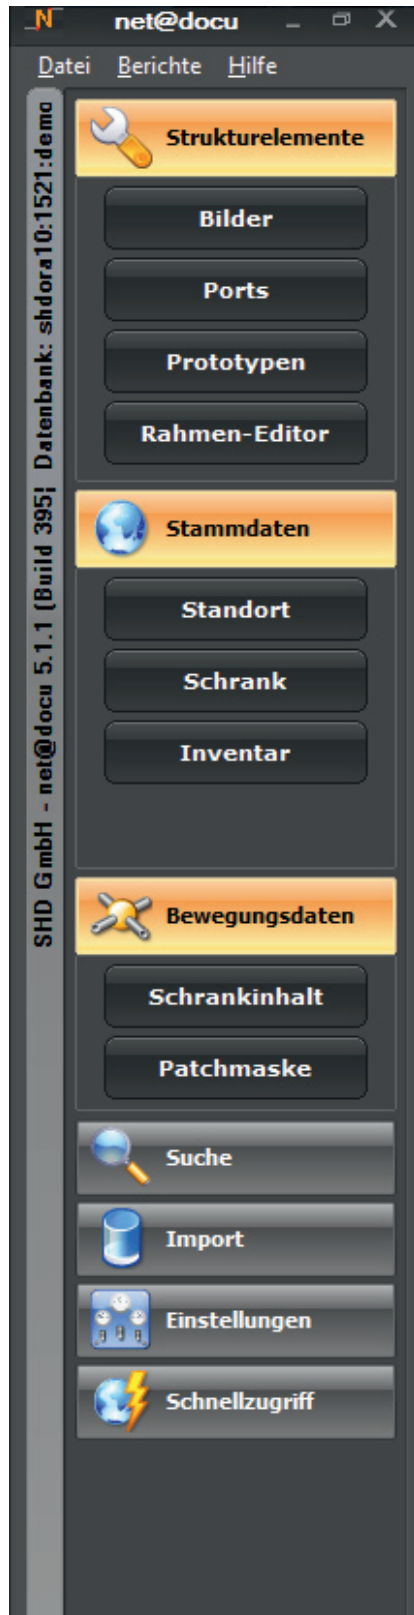 N net@docu
Datei Berichte Hilfe
SHD GmbH - net@docu 5.1.1 (Build 395) Datenbank: shdora10:1521:demo
Strukturelemente
Bilder
Ports
Prototypen
Rahmen-Editor
Stammdaten
Standort
Schrank
Inventar
Bewegungsdaten
Schrankinhalt
Patchmaske
Suche
Import
Einstellungen
Schnellzugriff